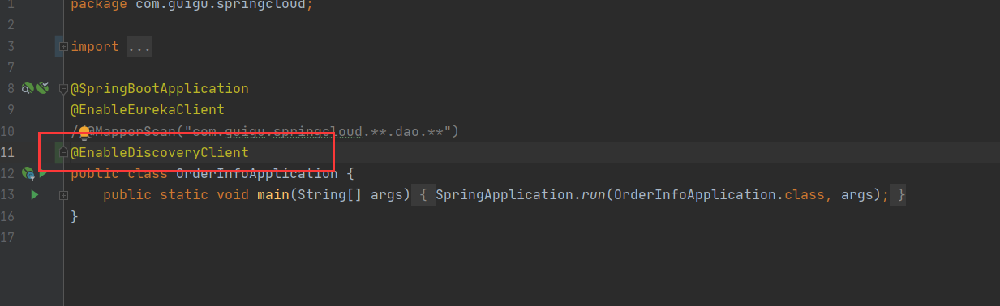 1 package com.guigu.springcloud;
2
3 import ...
7
8 @SpringBootApplication
9 @EnableEurekaClient
10 @MapperScan("com.guigu.springcloud.**.dao.**")
11 @EnableDiscoveryClient
12 public class OrderInfoApplication {
13 public static void main(String[] args) { SpringApplication.run(OrderInfoApplication.class, args); }
16 }
17